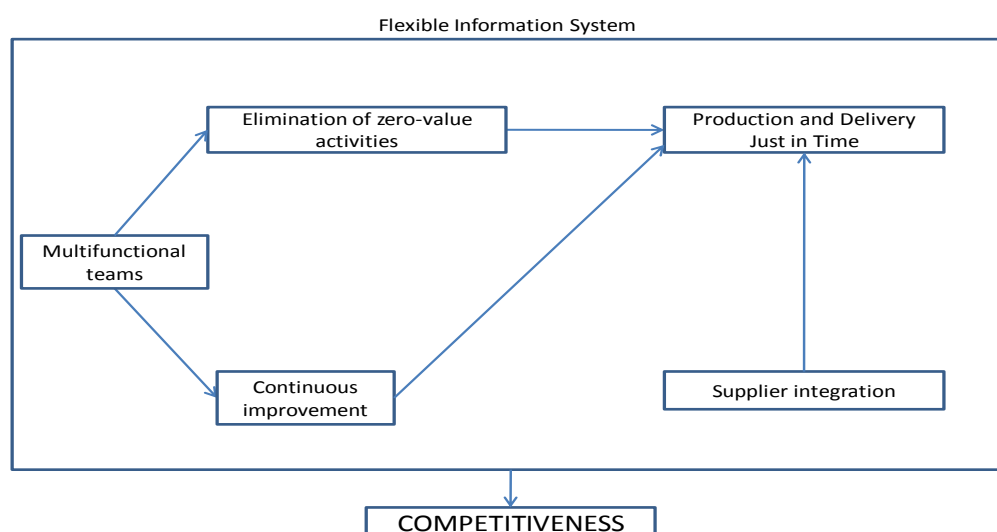 Flexible Information System
Elimination of zero-value
activities
Production and Delivery
Just in Time
Multifunctional
teams
Continuous
improvement
Supplier integration
COMPETITIVENESS